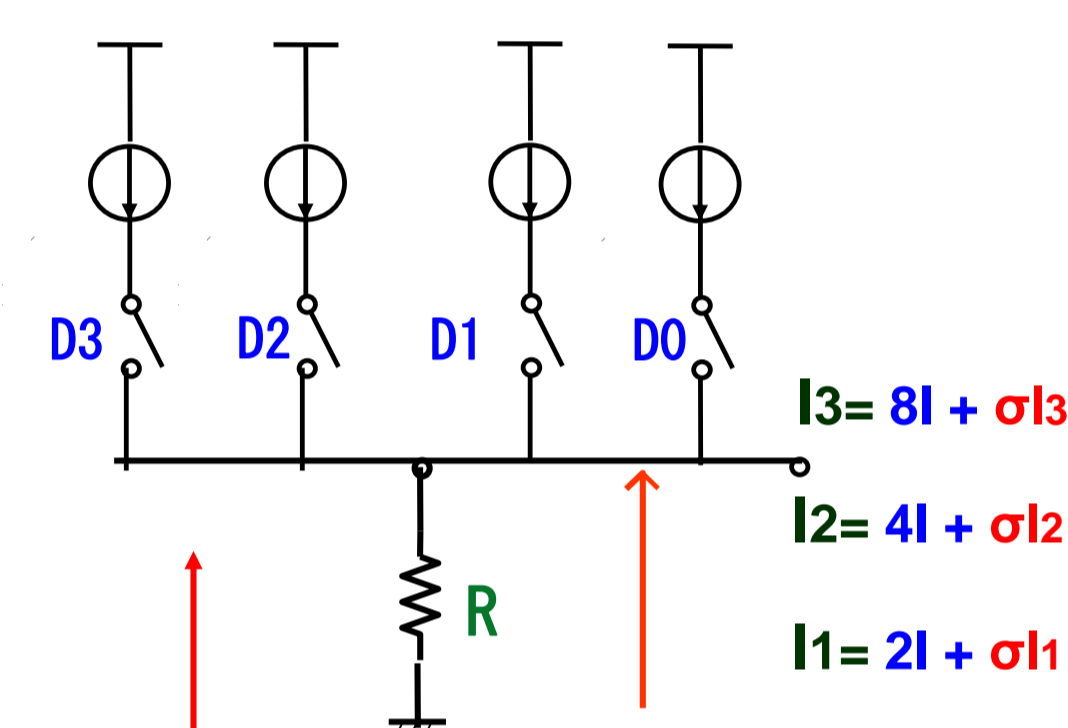 D3 D2 D1 D0
I3= 8I + σI3
I2= 4I + σI2
R
I1= 2I + σI1